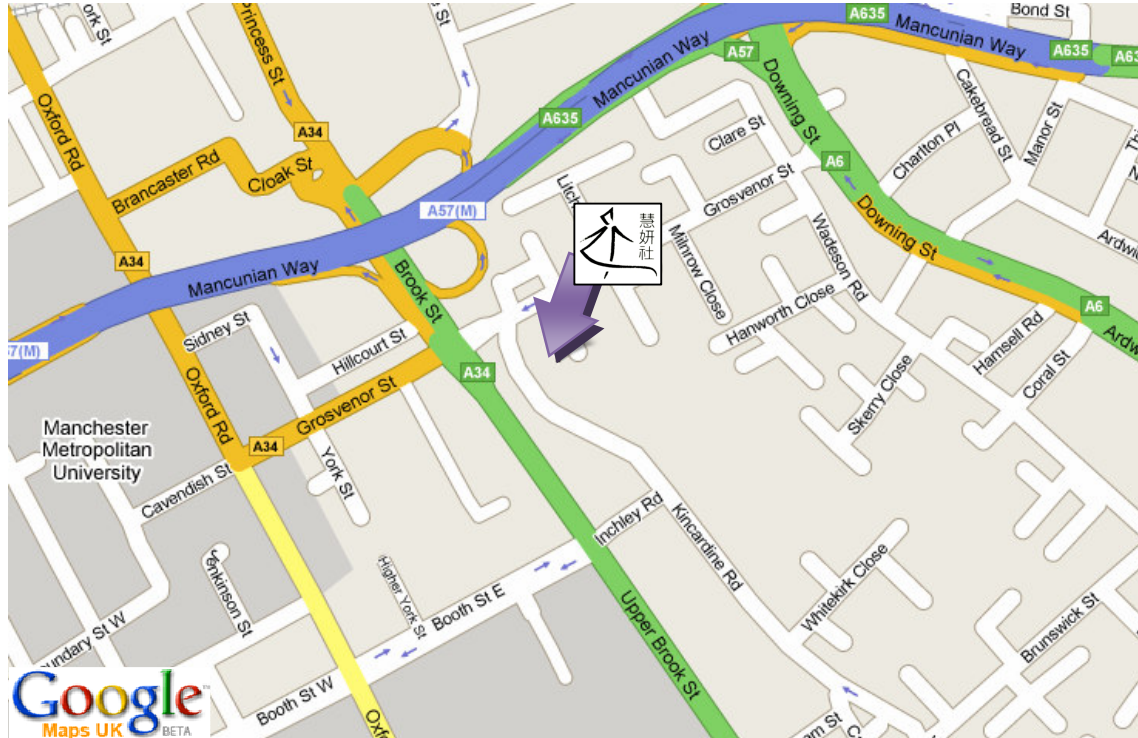 York St
Princess St
Bond St
A635
Mancunian Way
A57
A635
Mancunian Way
Oxford Rd
A34
A635
Downing St
Cakebread St
Manor St
Clare St
Charlton Pl
A6
Brancaster Rd
Cloak St
Grosvenor St
A57(M)
慧妍社
Milnrow Close
Wadeson Rd
Downing St
Ardwick
A34
Mancunian Way
Brook St
Hanworth Close
A6
Sidney St
Hillcourt St
Hamsell Rd
Coral St
Oxford Rd
A34
Grosvenor St
Skerry Close
Manchester
Metropolitan
University
A34
York St
Cavendish St
Inchley Rd
Kincardine Rd
Jenkinson St
Higher York St
Booth St E
Whitekirk Close
Upper Brook St
Brunswick St
Booth St W
Google
Maps UK BETA